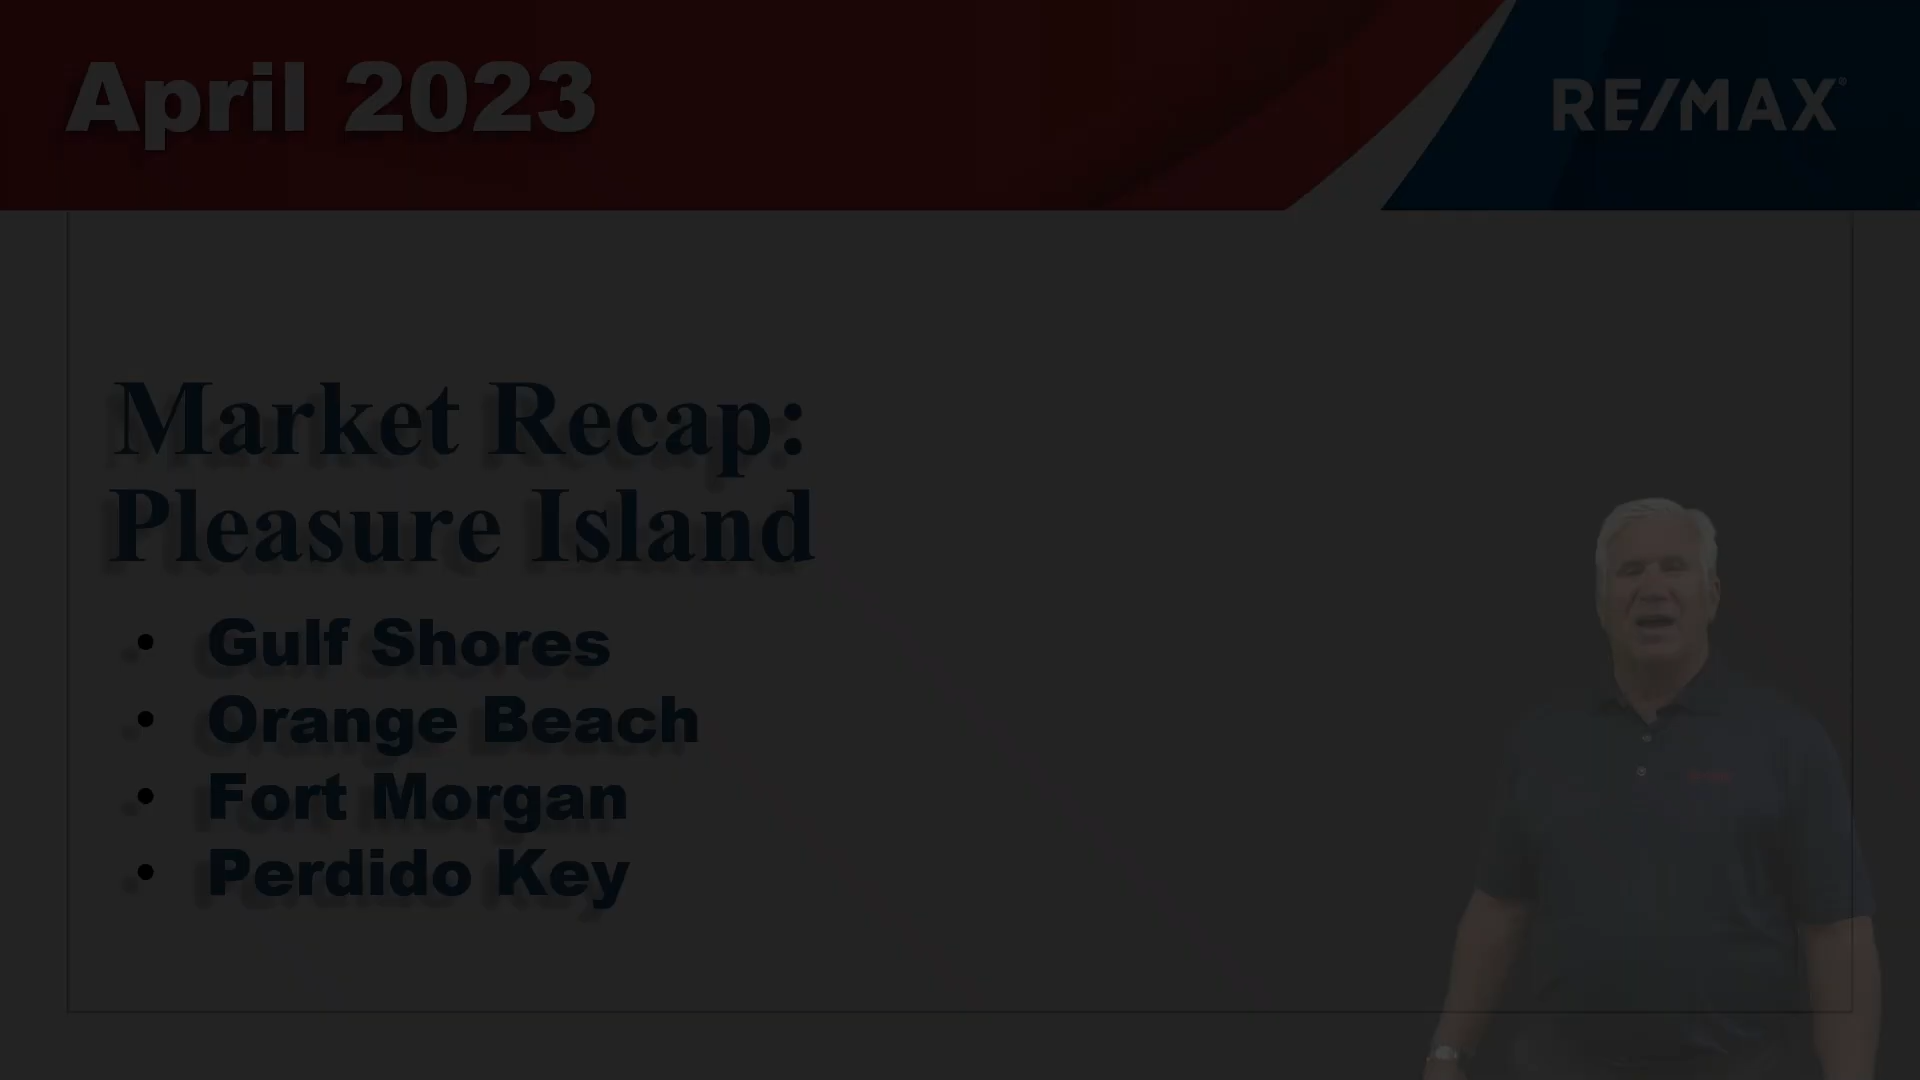 April 2023
RE/MAX®
Market Recap:
Pleasure Island
• Gulf Shores
• Orange Beach
• Fort Morgan
• Perdido Key